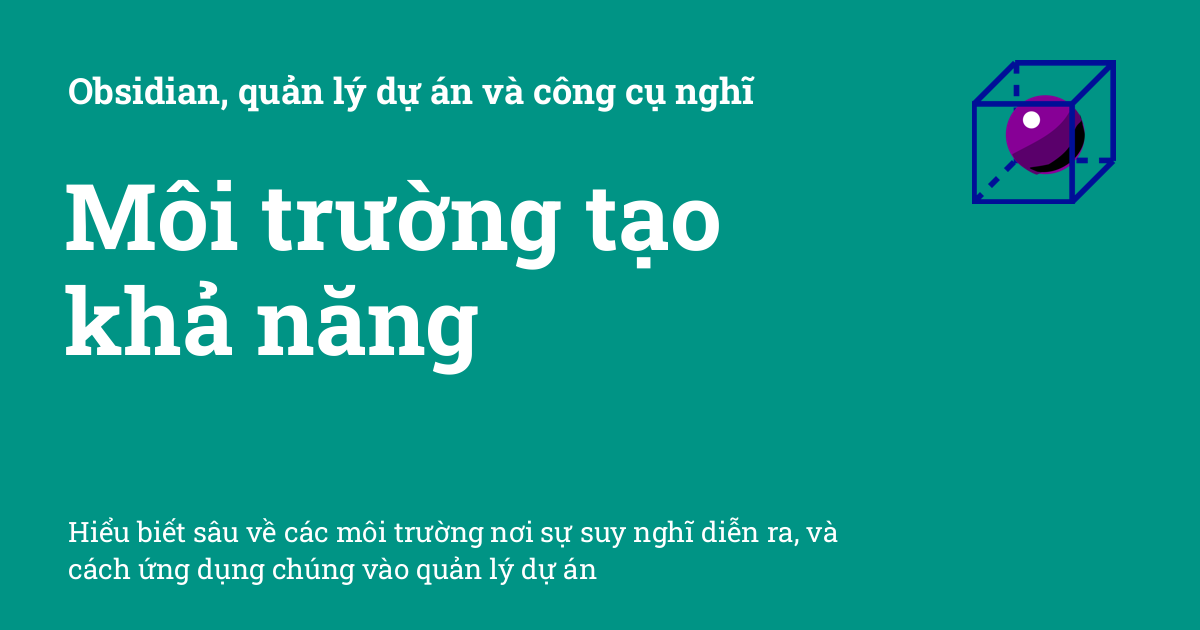 Obsidian, quản lý dự án và công cụ nghĩ
Môi trường tạo
khả năng
Hiểu biết sâu về các môi trường nơi sự suy nghĩ diễn ra, và
cách ứng dụng chúng vào quản lý dự án